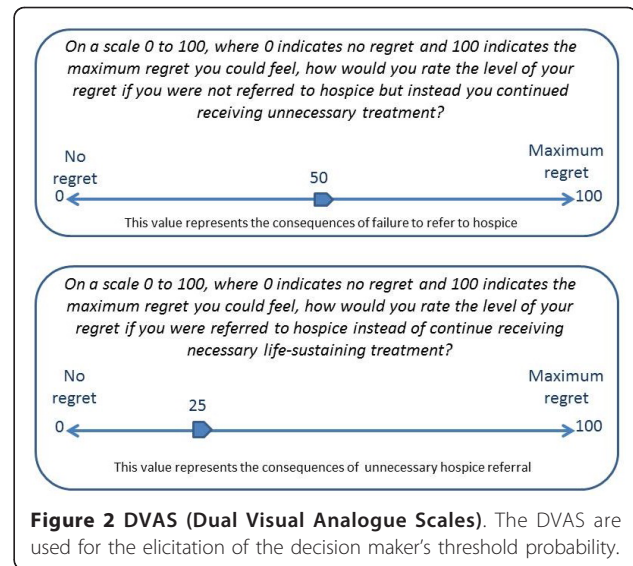 On a scale 0 to 100, where 0 indicates no regret and 100 indicates the
maximum regret you could feel, how would you rate the level of your
regret if you were not referred to hospice but instead you continued
receiving unnecessary treatment?
No
regret
50
Maximum
regret
0
100
This value represents the consequences of failure to refer to hospice
On a scale 0 to 100, where 0 indicates no regret and 100 indicates the
maximum regret you could feel, how would you rate the level of your
regret if you were referred to hospice instead of continue receiving
necessary life-sustaining treatment?
No
regret
25
Maximum
regret
0
100
This value represents the consequences of unnecessary hospice referral
Figure 2 DVAS (Dual Visual Analogue Scales). The DVAS are
used for the elicitation of the decision maker's threshold probability.